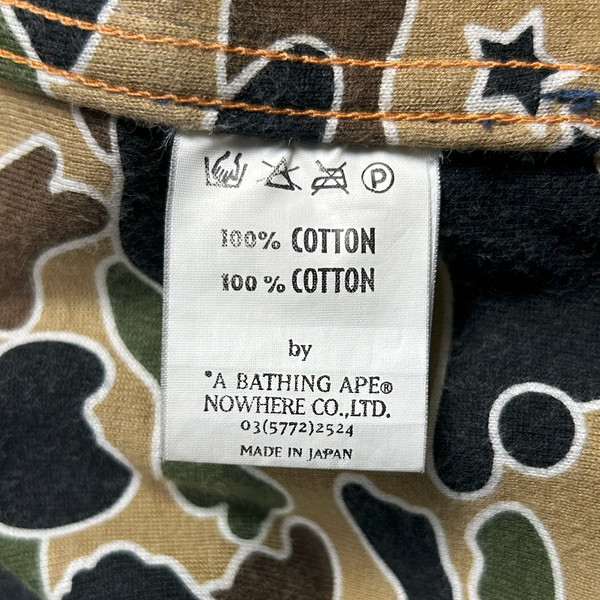 P
100% COTTON
100% COTTON
by
"A BATHING APE®
NOWHERE CO.,LTD.
03(5772)2524
MADE IN JAPAN